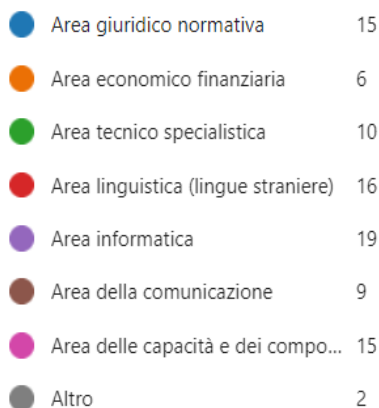 Area giuridico normativa 15
Area economico finanziaria 6
Area tecnico specialistica 10
Area linguistica (lingue straniere) 16
Area informatica 19
Area della comunicazione 9
Area delle capacità e dei compo... 15
Altro 2